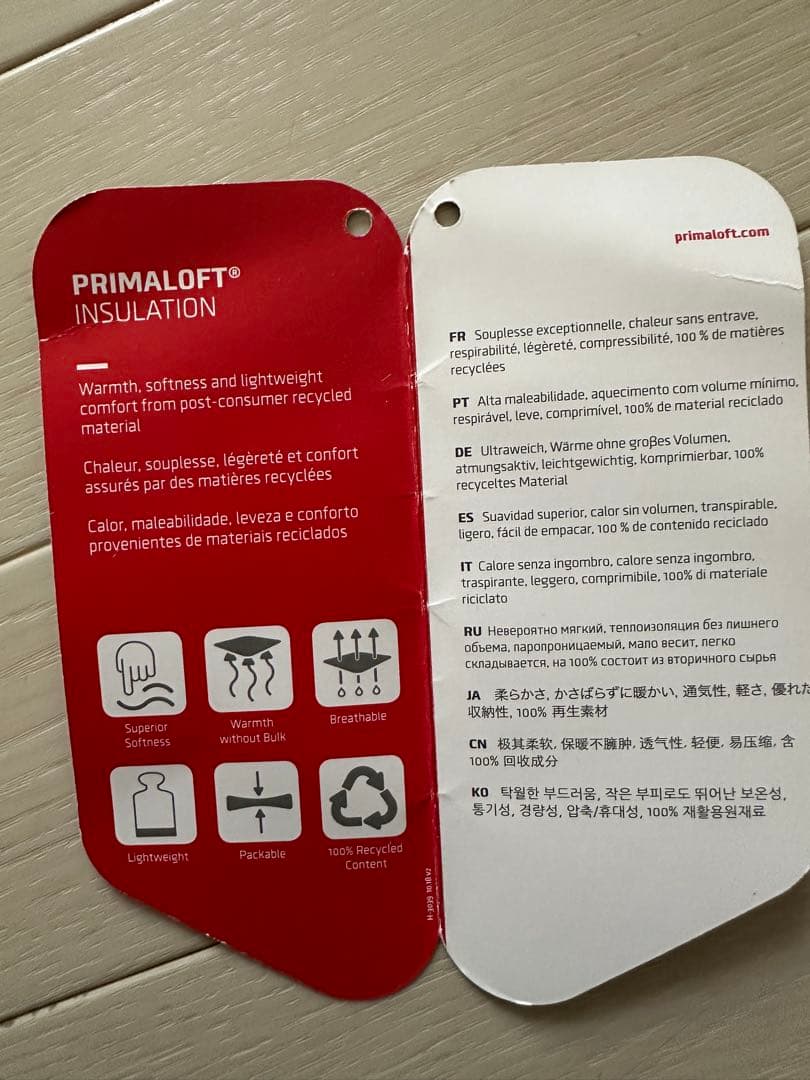 PRIMALOFT®
INSULATION
Warmth, softness and lightweight
comfort from post-consumer recycled
material
Chaleur, souplesse, légèreté et confort
assurés par des matières recyclées
Calor, maleabilidade, leveza e conforto
provenientes de materiais reciclados
Superior
Softness
Warmth
without Bulk
Breathable
Lightweight
Packable
100% Recycled
Content
H-3039 10.18 V2
primaloft.com
FR Souplesse exceptionnelle, chaleur sans entrave,
respirabilité, légèreté, compressibilité, 100 % de matières
recyclées
PT Alta maleabilidade, aquecimento com volume mínimo,
respirável, leve, comprimível, 100% de material reciclado
DE Ultraweich, Wärme ohne großes Volumen,
atmungsaktiv, leichtgewichtig, komprimierbar, 100%
recyceltes Material
ES Suavidad superior, calor sin volumen, transpirable,
ligero, fácil de empacar, 100 % de contenido reciclado
IT Calore senza ingombro, calore senza ingombro,
traspirante, leggero, comprimibile, 100% di materiale
riciclato
RU Невероятно мягкий, теплоизоляция без лишнего
объема, паропроницаемый, мало весит, легко
складывается, на 100% состоит из вторичного сырья
JA 柔らかさ, かさばらずに暖かい, 通気性, 軽さ, 優れた
収納性, 100% 再生素材
CN 极其柔软, 保暖不臃肿, 透气性, 轻便, 易压缩, 含
100% 回收成分
KO 탁월한 부드러움, 작은 부피로도 뛰어난 보온성,
통기성, 경량성, 압축/휴대성, 100% 재활용원재료